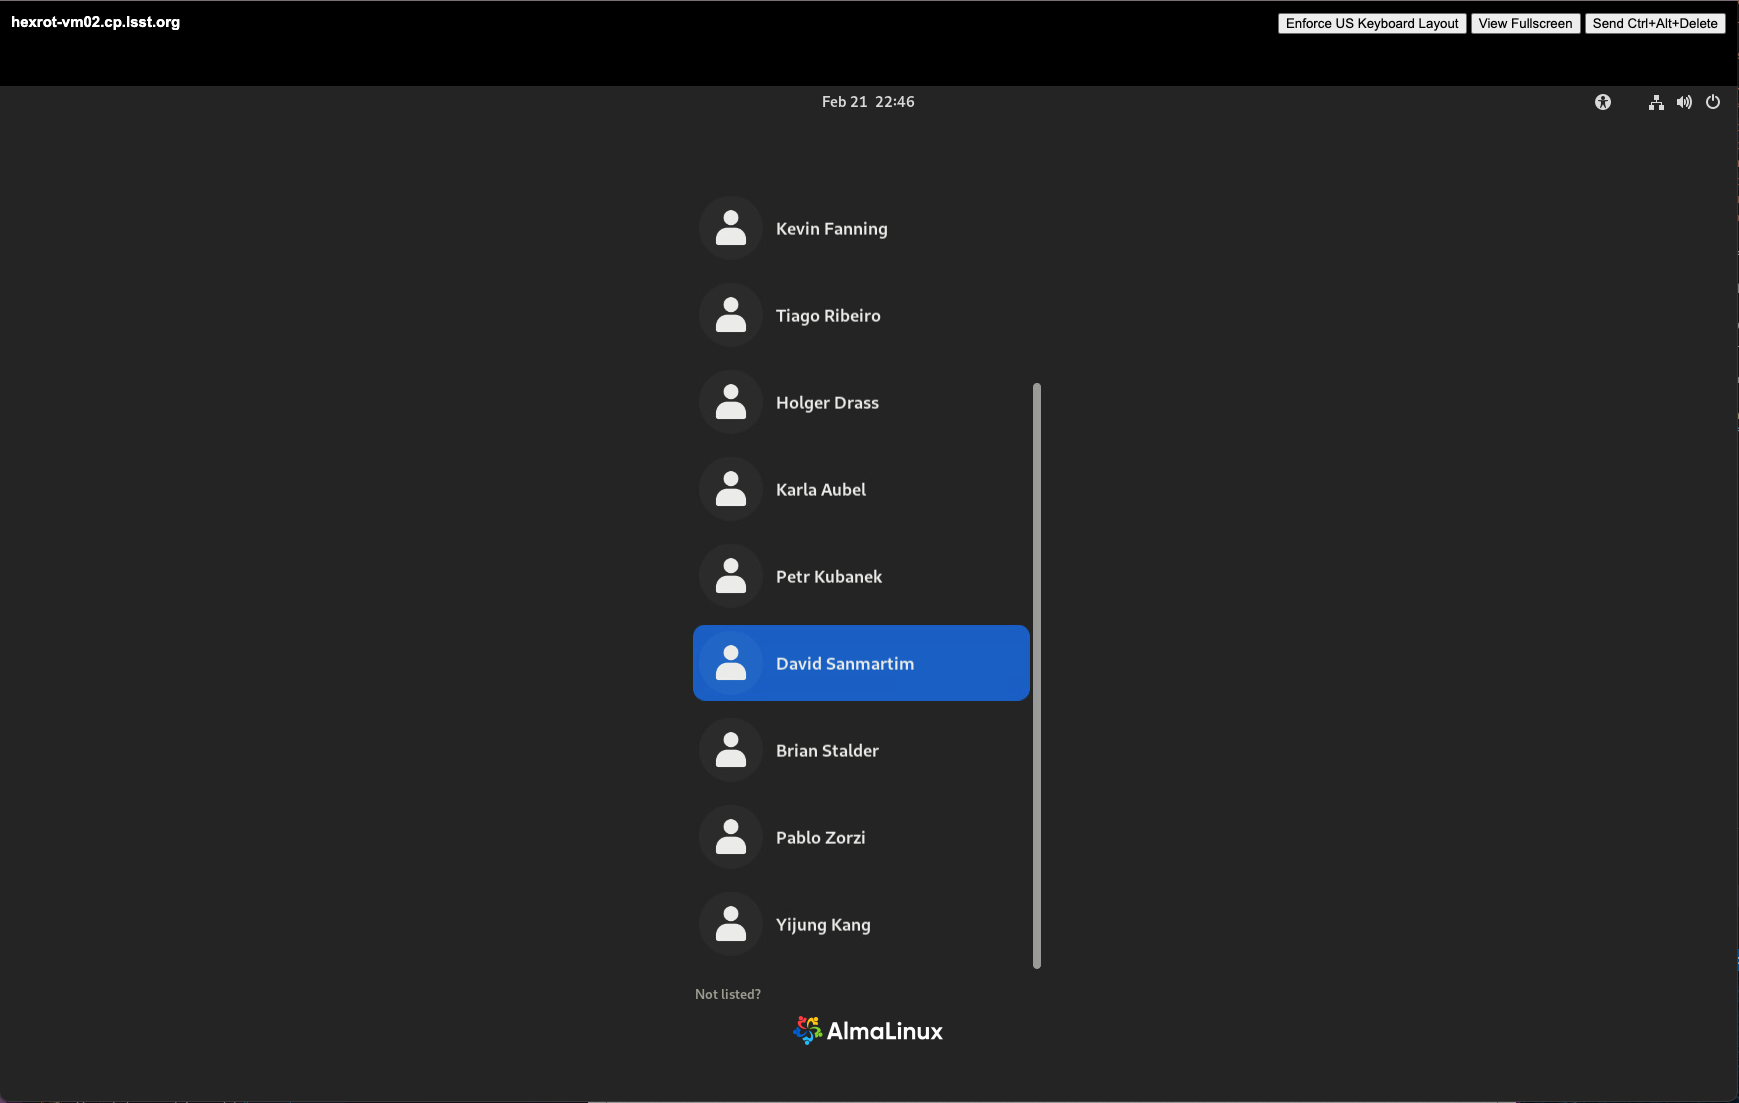 hexrot-vm02.cp.lsst.org
Enforce US Keyboard Layout
View Fullscreen
Send Ctrl+Alt+Delete
Feb 21 22:46
Kevin Fanning
Tiago Ribeiro
Holger Drass
Karla Aubel
Petr Kubanek
David Sanmartim
Brian Stalder
Pablo Zorzi
Yijung Kang
Not listed?
AlmaLinux